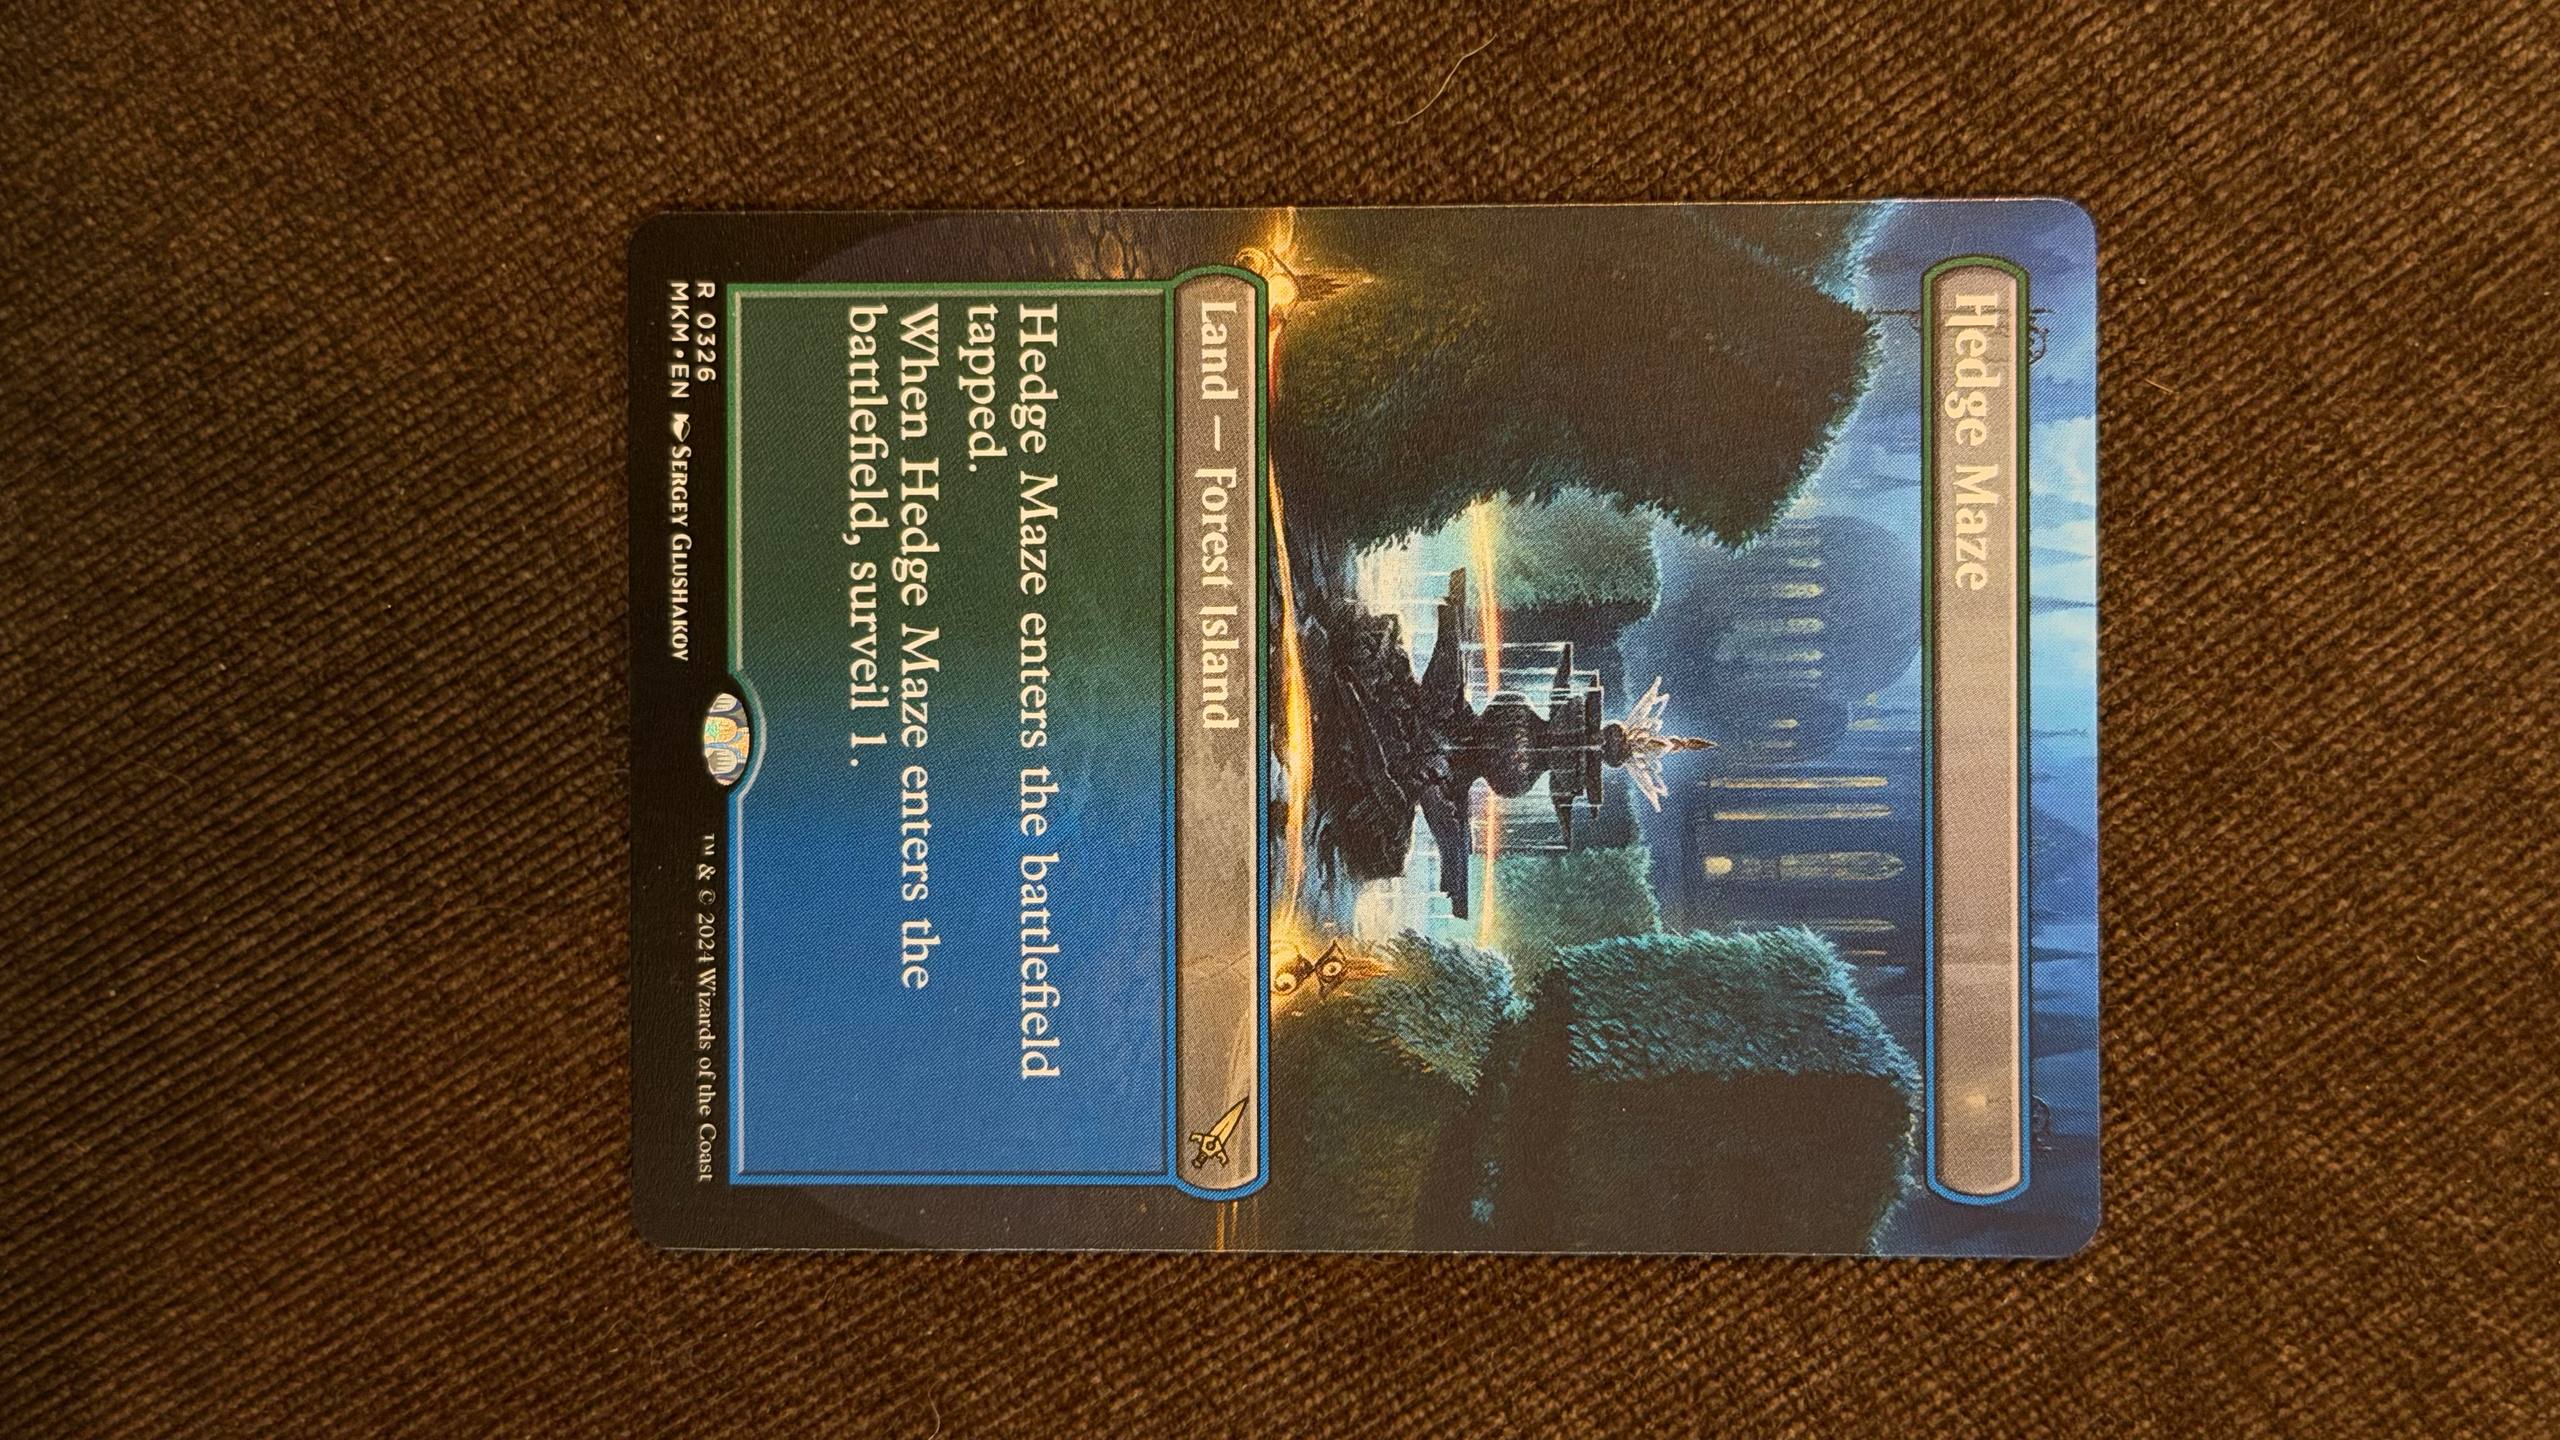 Hedge Maze
Land — Forest Island
Hedge Maze enters the battlefield
tapped.
When Hedge Maze enters the
battlefield, surveil 1.
R 0326
MKM • EN SERGEY GLUSHAKOV
™ & © 2024 Wizards of the Coast